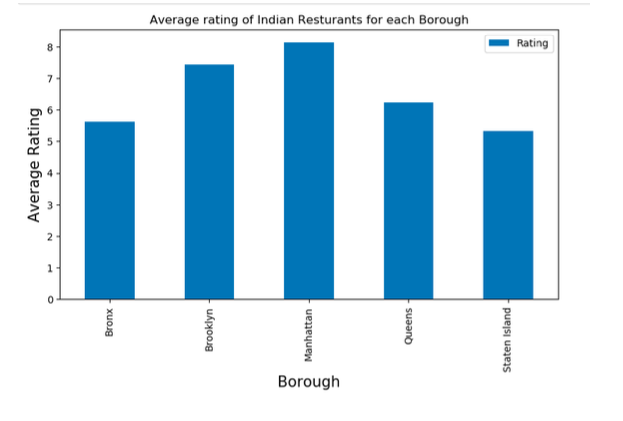 Average rating of Indian Resturants for each Borough
Rating
Average Rating
8
7
6
5
4
3
2
1
0
Bronx
Brooklyn
Manhattan
Queens
Staten Island
Borough